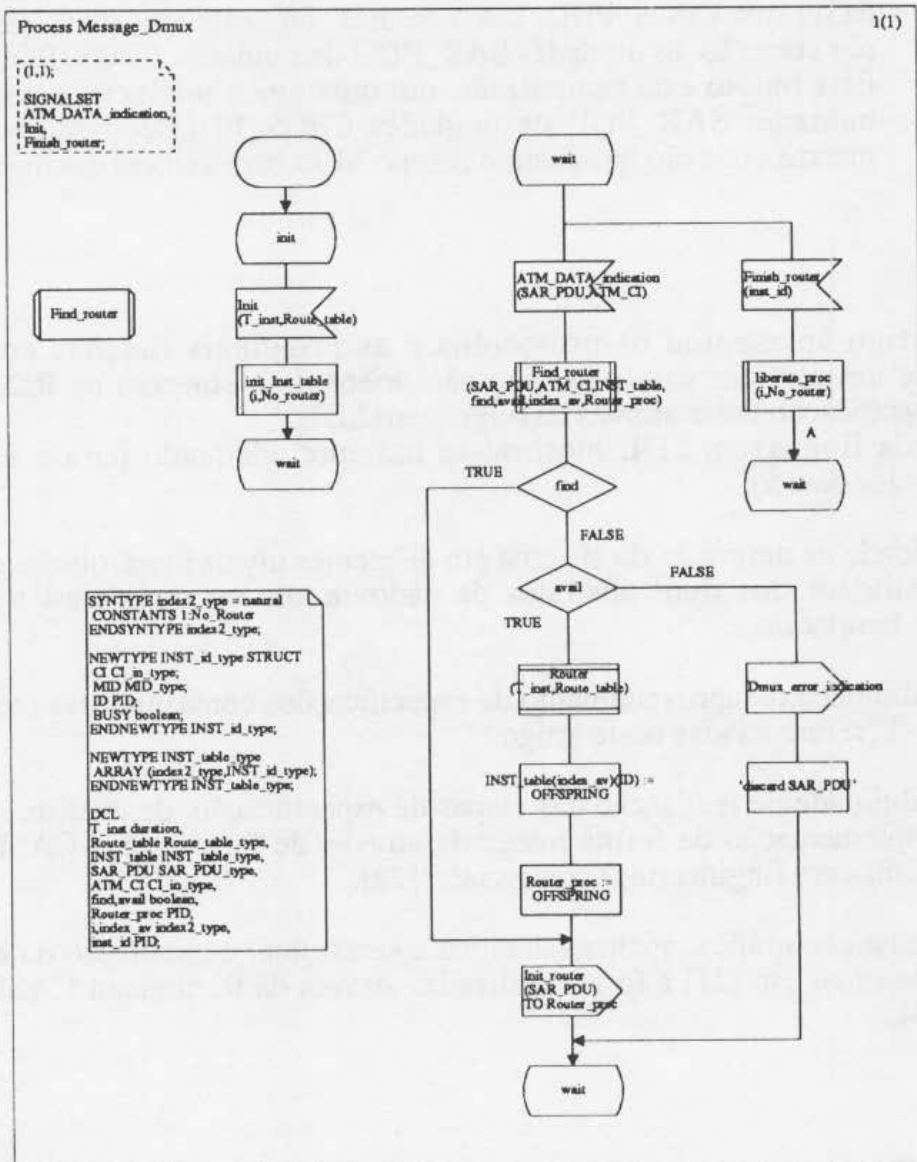 Process Message_Dmux
1(1)
(1,1);
SIGNALSET
ATM_DATA_indication,
Init,
Finish_router;
Find_router
init
Init
(T_inst,Route_table)
init_Inst_table
(i,No_router)
wait
wait
ATM_DATA_indication
(SAR_PDU,ATM_CI)
Find_router
(SAR_PDU,ATM_CI,INST_table,
find,avail,index_av,Router_proc)
Finish_router
(inst_id)
liberate_proc
(i,No_router)
wait
TRUE
find
FALSE
avail
FALSE
TRUE
Router
(T_inst,Route_table)
INST_table(index_av)(ID) :=
OFFSPRING
Router_proc :=
OFFSPRING
Init_router
(SAR_PDU)
TO Router_proc
Dmux_error_indication
'discard SAR_PDU'
wait
SYNTYPE index2_type = natural
CONSTANTS 1:No_Router
ENDSYNTYPE index2_type;
NEWTYPE INST_id_type STRUCT
CI CI_in_type;
MID MID_type;
ID PID;
BUSY boolean;
ENDNEWTYPE INST_id_type;
NEWTYPE INST_table_type
ARRAY (index2_type,INST_id_type);
ENDNEWTYPE INST_table_type;
DCL
T_inst duration,
Route_table Route_table_type,
INST_table INST_table_type,
SAR_PDU SAR_PDU_type,
ATM_CI CI_in_type,
find,avail boolean,
Router_proc PID,
i,index_av index2_type,
inst_id PID;